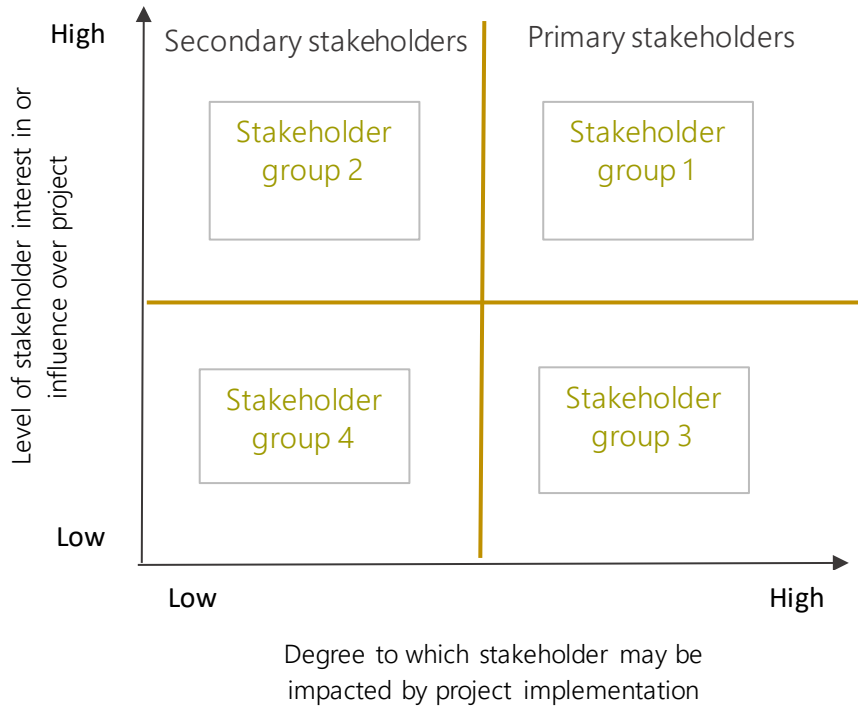 High
Secondary stakeholders
Primary stakeholders
Level of stakeholder interest in or
influence over project
Stakeholder
group 2
Stakeholder
group 1
Stakeholder
group 4
Stakeholder
group 3
Low
Low
High
Degree to which stakeholder may be
impacted by project implementation